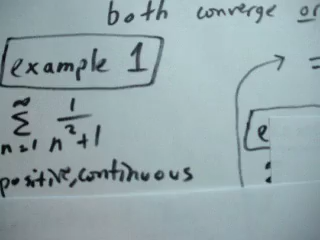 both converge or
example 1
∞
Σ 1/(n²+1)
n=1
positive, continuous